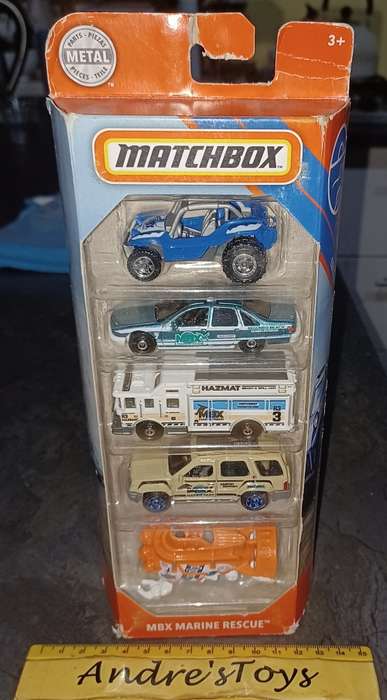 PARTS · PIEZAS
METAL
PIÈCES · TEILE
3+
MATCHBOX
HAZMAT
MBX
3
MBX MARINE RESCUE™
Andre'sToys